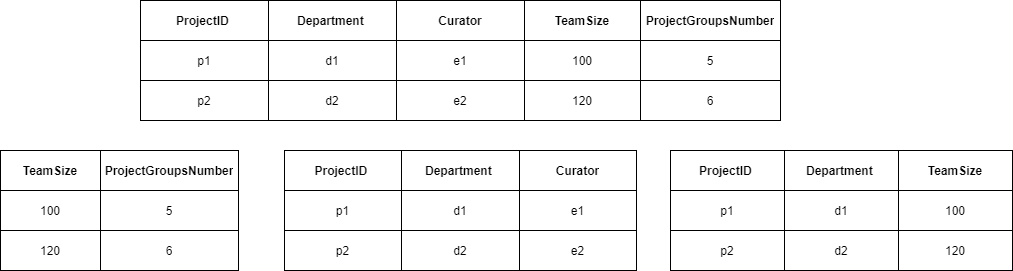 ProjectID Department Curator TeamSize ProjectGroupsNumber
p1 d1 e1 100 5
p2 d2 e2 120 6
TeamSize ProjectGroupsNumber
100 5
120 6
ProjectID Department Curator
p1 d1 e1
p2 d2 e2
ProjectID Department TeamSize
p1 d1 100
p2 d2 120